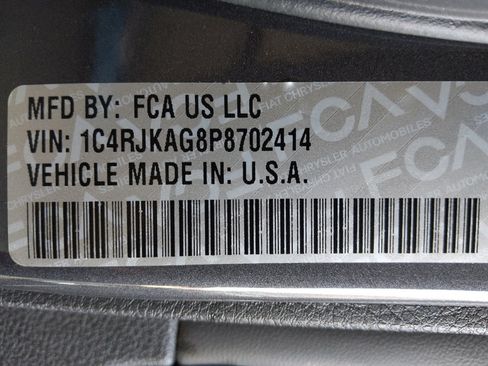 MFD BY: FCA US LLC
VIN: 1C4RJKAG8P8702414
VEHICLE MADE IN: U.S.A.